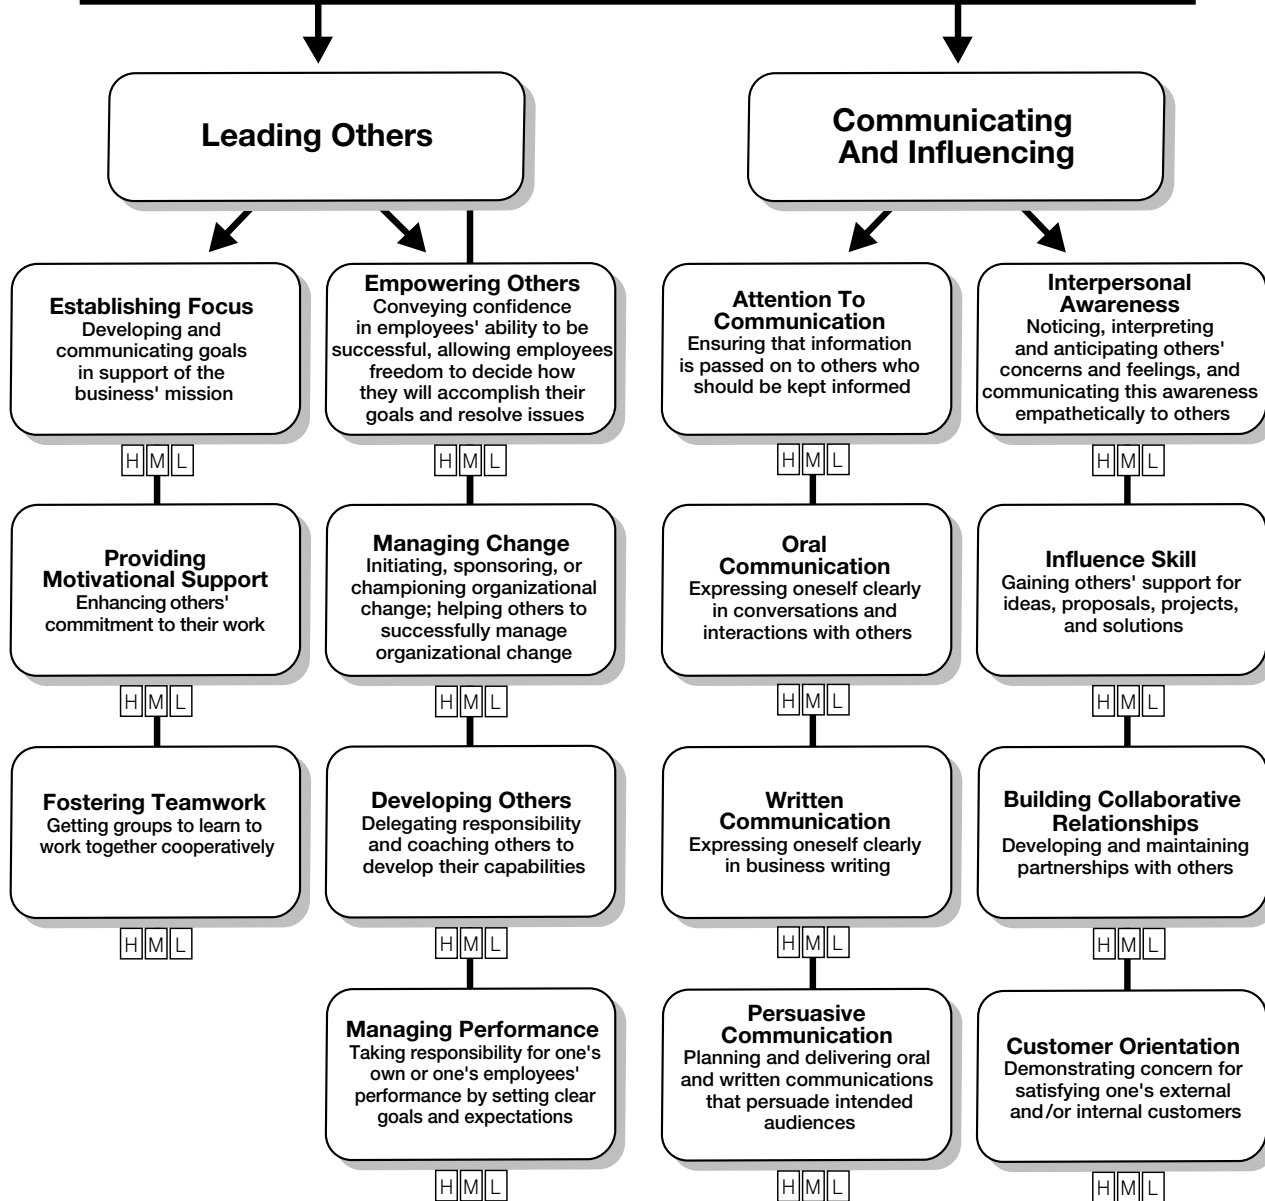 Leading Others
Communicating
And Influencing
Establishing Focus
Developing and
communicating goals
in support of the
business' mission
H M L
Empowering Others
Conveying confidence
in employees' ability to be
successful, allowing employees
freedom to decide how
they will accomplish their
goals and resolve issues
H M L
Attention To
Communication
Ensuring that information
is passed on to others who
should be kept informed
H M L
Interpersonal
Awareness
Noticing, interpreting
and anticipating others'
concerns and feelings, and
communicating this awareness
empathetically to others
H M L
Providing
Motivational Support
Enhancing others'
commitment to their work
H M L
Managing Change
Initiating, sponsoring, or
championing organizational
change; helping others to
successfully manage
organizational change
H M L
Oral
Communication
Expressing oneself clearly
in conversations and
interactions with others
H M L
Influence Skill
Gaining others' support for
ideas, proposals, projects,
and solutions
H M L
Fostering Teamwork
Getting groups to learn to
work together cooperatively
H M L
Developing Others
Delegating responsibility
and coaching others to
develop their capabilities
H M L
Written
Communication
Expressing oneself clearly
in business writing
H M L
Building Collaborative
Relationships
Developing and maintaining
partnerships with others
H M L
Managing Performance
Taking responsibility for one's
own or one's employees'
performance by setting clear
goals and expectations
H M L
Persuasive
Communication
Planning and delivering oral
and written communications
that persuade intended
audiences
H M L
Customer Orientation
Demonstrating concern for
satisfying one's external
and/or internal customers
H M L